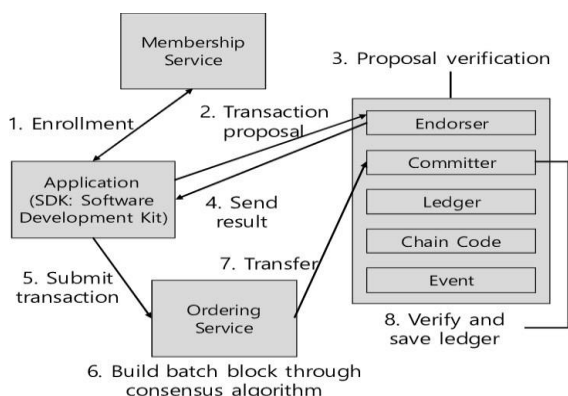 Membership
Service
3. Proposal verification
1. Enrollment
2. Transaction
proposal
Endorser
Committer
Ledger
Chain Code
Event
Application
(SDK: Software
Development Kit)
4. Send
result
5. Submit
transaction
7. Transfer
Ordering
Service
8. Verify and
save ledger
6. Build batch block through
consensus algorithm